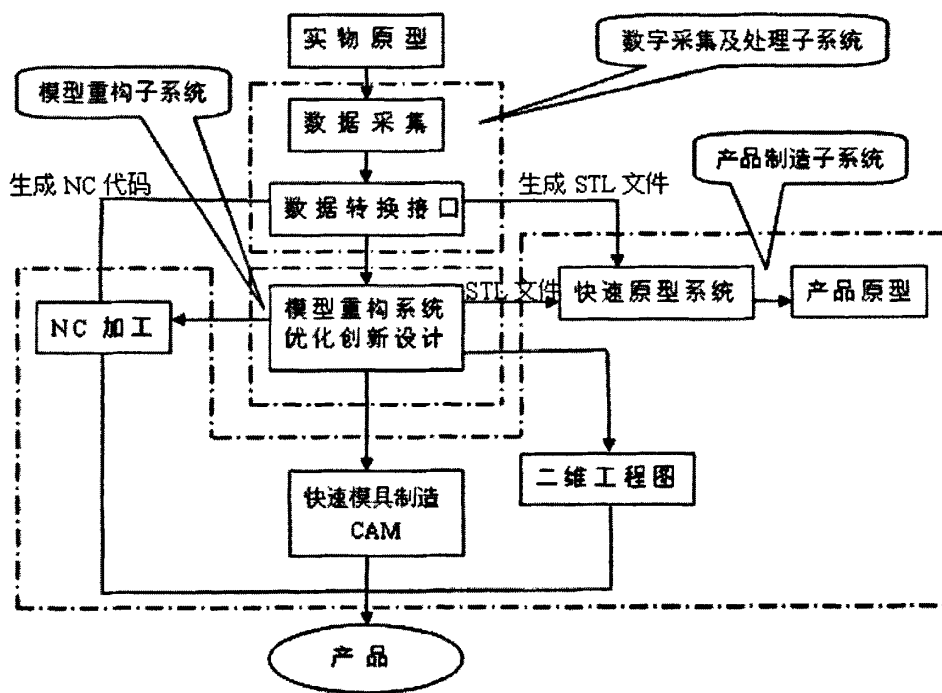 实物原型
数字采集及处理子系统
模型重构子系统
数据采集
产品制造子系统
生成 NC 代码
生成 STL 文件
数据转换接口
STL 文件
模型重构系统
优化创新设计
快速原型系统
产品原型
NC 加工
二维工程图
快速模具制造
CAM
产品